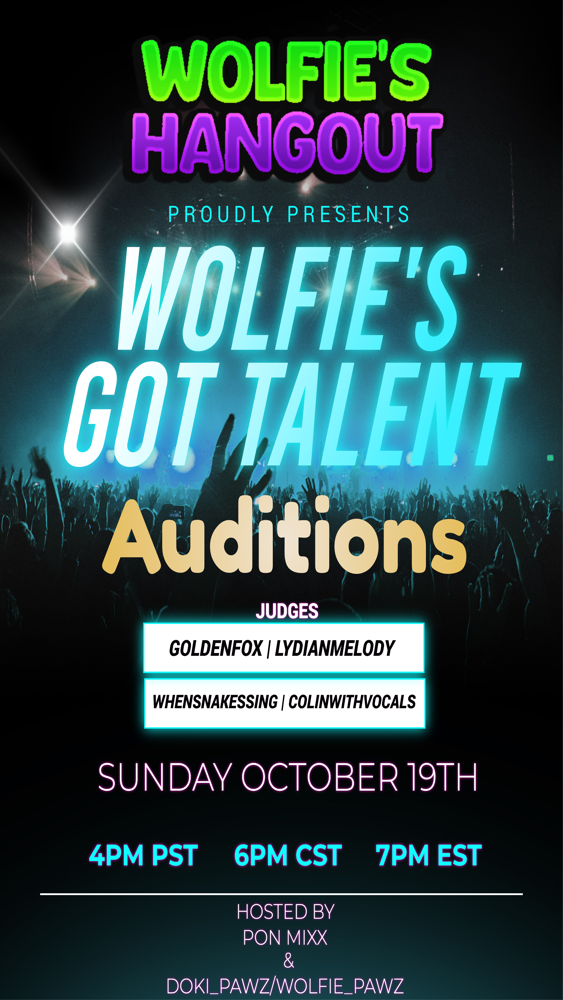 WOLFIE'S
HANGOUT
PROUDLY PRESENTS
WOLFIE'S
GOT TALENT
Auditions
JUDGES
GOLDENFOX | LYDIANMELODY
WHENSNAKESSING | COLINWITHVOCALS
SUNDAY OCTOBER 19TH
4PM PST 6PM CST 7PM EST
HOSTED BY
PON MIXX
&
DOKI_PAWZ/WOLFIE_PAWZ